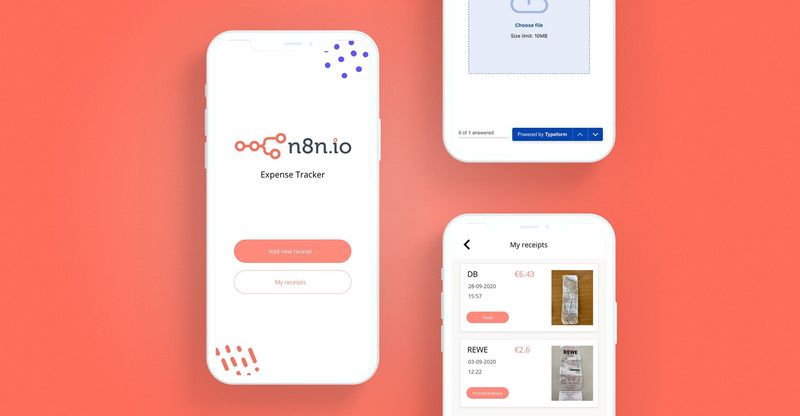 n8n.io
Expense Tracker
Add new receipt
My receipts
Choose file
Size limit: 10MB
0 of 1 answered
Powered by Typeform
My receipts
DB
€6.43
28-09-2020
15:57
food
REWE
€2.6
03-09-2020
12:22
miscellaneous
REWE